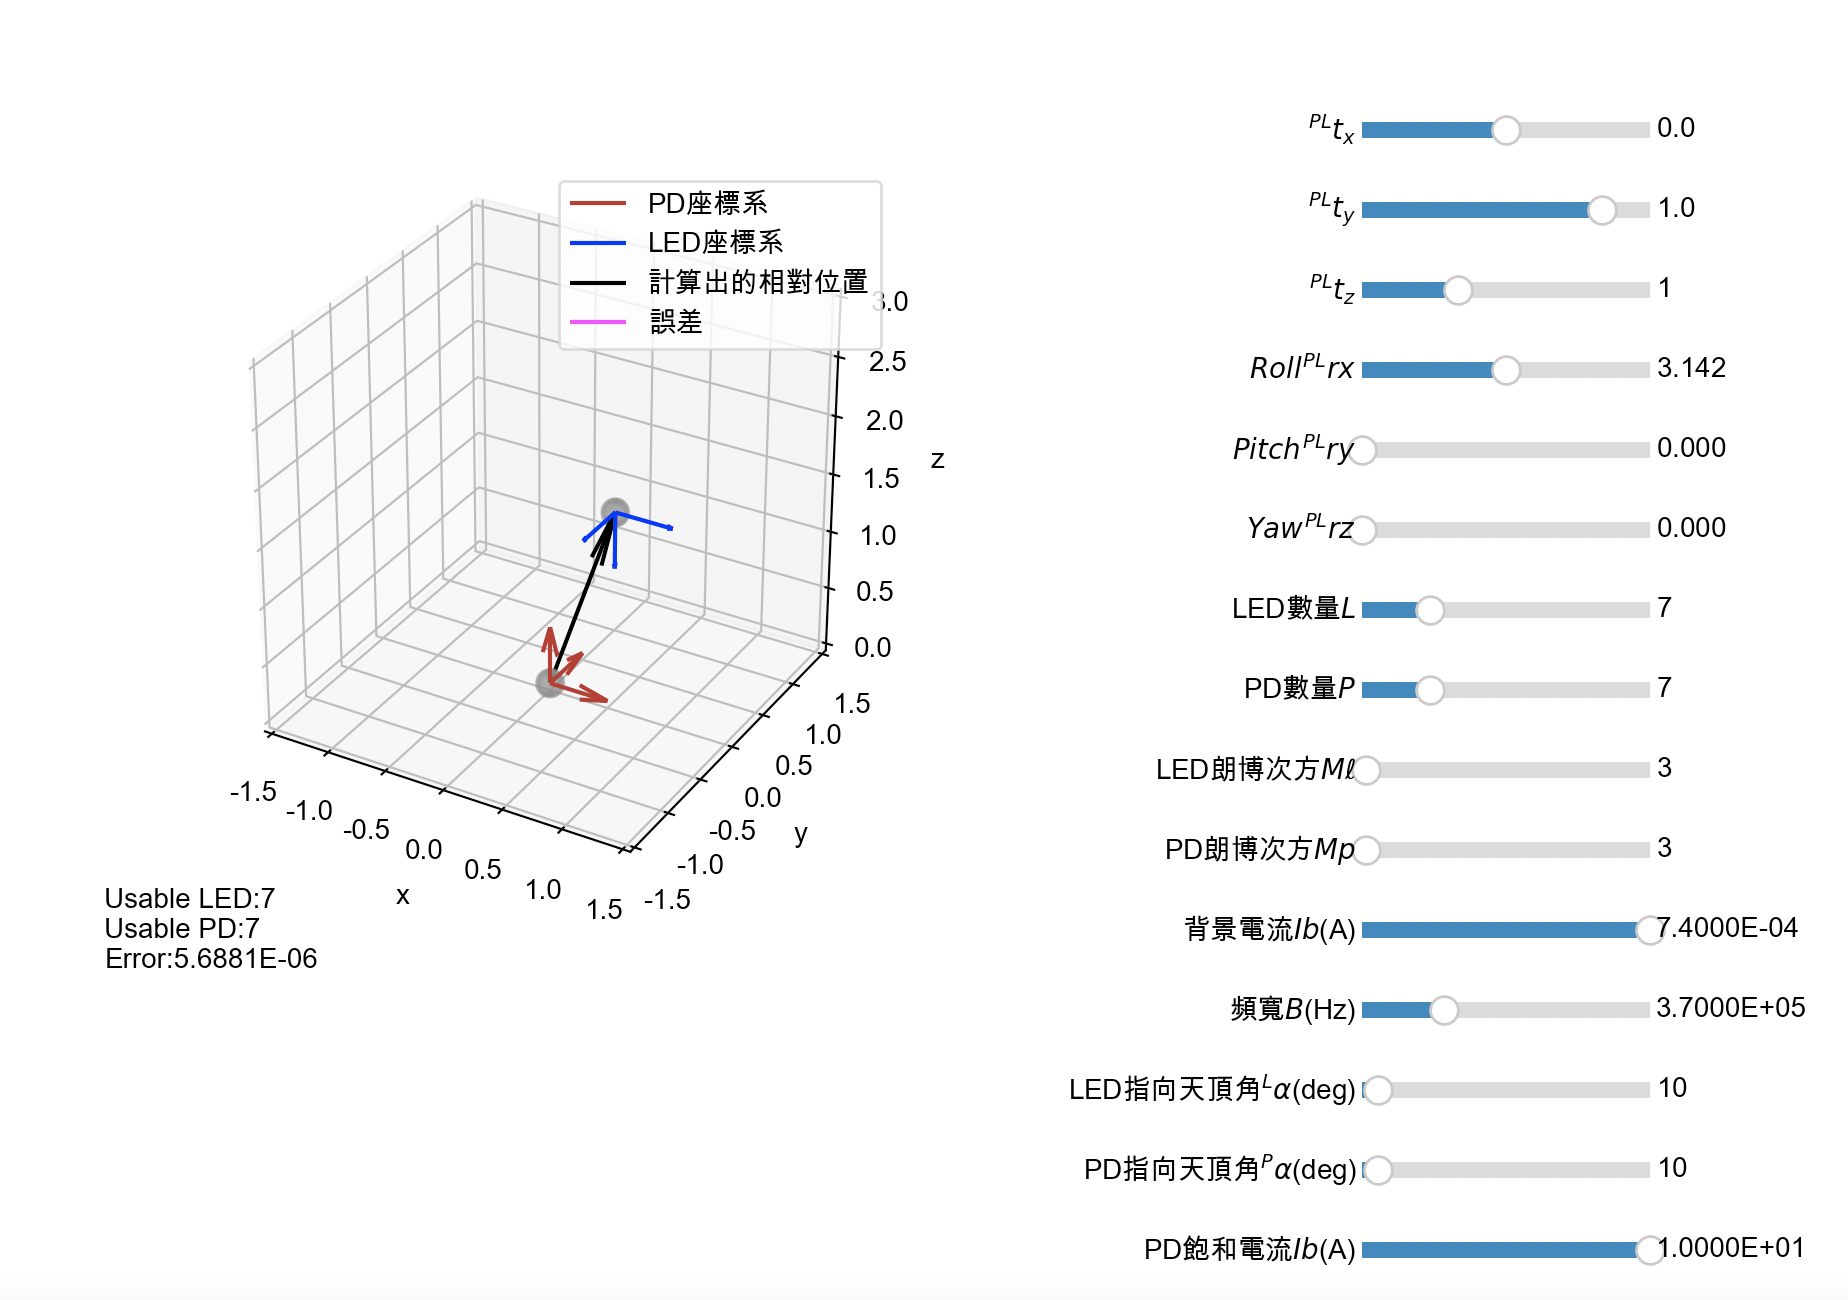 PD座標系
LED座標系
計算出的相對位置
誤差
3.0
2.5
2.0
1.5
1.0
0.5
0.0
z
-1.5
-1.0
-0.5
0.0
0.5
1.0
1.5
x
-1.5
-1.0
-0.5
0.0
0.5
1.0
1.5
y
Usable LED:7
Usable PD:7
Error:5.6881E-06
PLtx 0.0
PLty 1.0
PLtz 1
RollPLrx 3.142
PitchPLry 0.000
YawPLrz 0.000
LED數量L 7
PD數量P 7
LED朗博次方Mℓ 3
PD朗博次方Mp 3
背景電流Ib(A) 7.4000E-04
頻寬B(Hz) 3.7000E+05
LED指向天頂角Lα(deg) 10
PD指向天頂角Pα(deg) 10
PD飽和電流Ib(A) 1.0000E+01